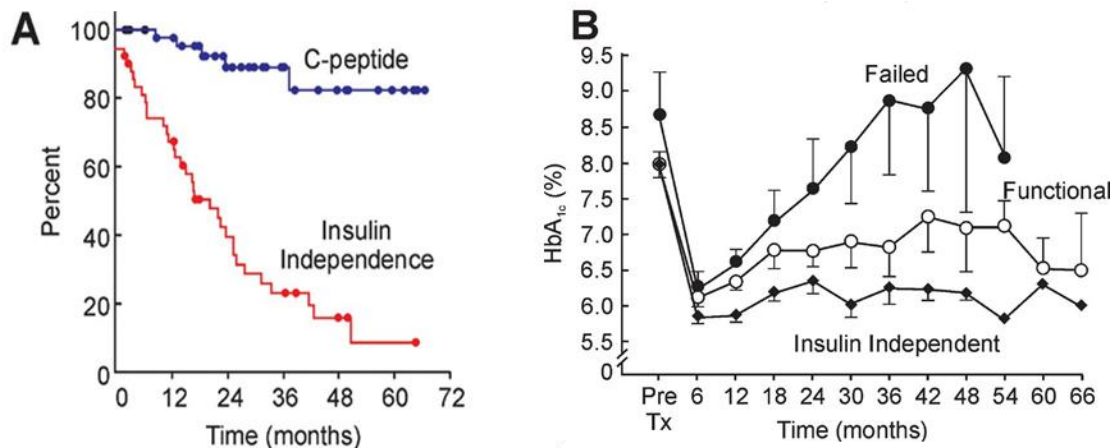 A
100
80
60
40
20
0
Percent
C-peptide
Insulin
Independence
0 12 24 36 48 60 72
Time (months)
B
9.5
9.0
8.5
8.0
7.5
7.0
6.5
6.0
5.5
0
HbA1c (%)
Failed
Functional
Insulin Independent
Pre 6 12 18 24 30 36 42 48 54 60 66
Tx
Time (months)